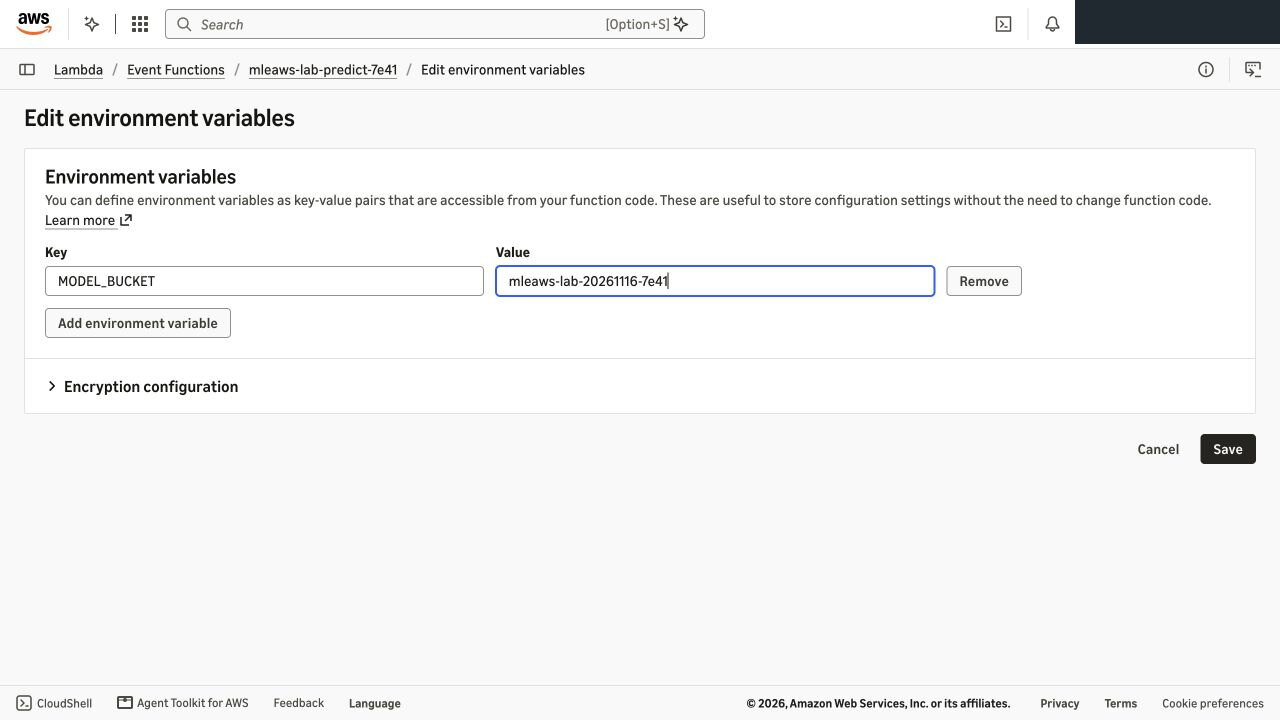 aws
Search [Option+S]
Lambda / Event Functions / mleaws-lab-predict-7e41 / Edit environment variables
Edit environment variables
Environment variables
You can define environment variables as key-value pairs that are accessible from your function code. These are useful to store configuration settings without the need to change function code.
Learn more
Key Value
MODEL_BUCKET mleaws-lab-20261116-7e41 Remove
Add environment variable
Encryption configuration
Cancel Save
CloudShell Agent Toolkit for AWS Feedback Language © 2026, Amazon Web Services, Inc. or its affiliates. Privacy Terms Cookie preferences